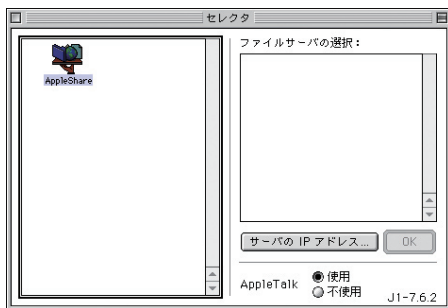 セレクタ
AppleShare
ファイルサーバの選択：
サーバの IP アドレス...
OK
AppleTalk
使用
不使用
J1-7.6.2